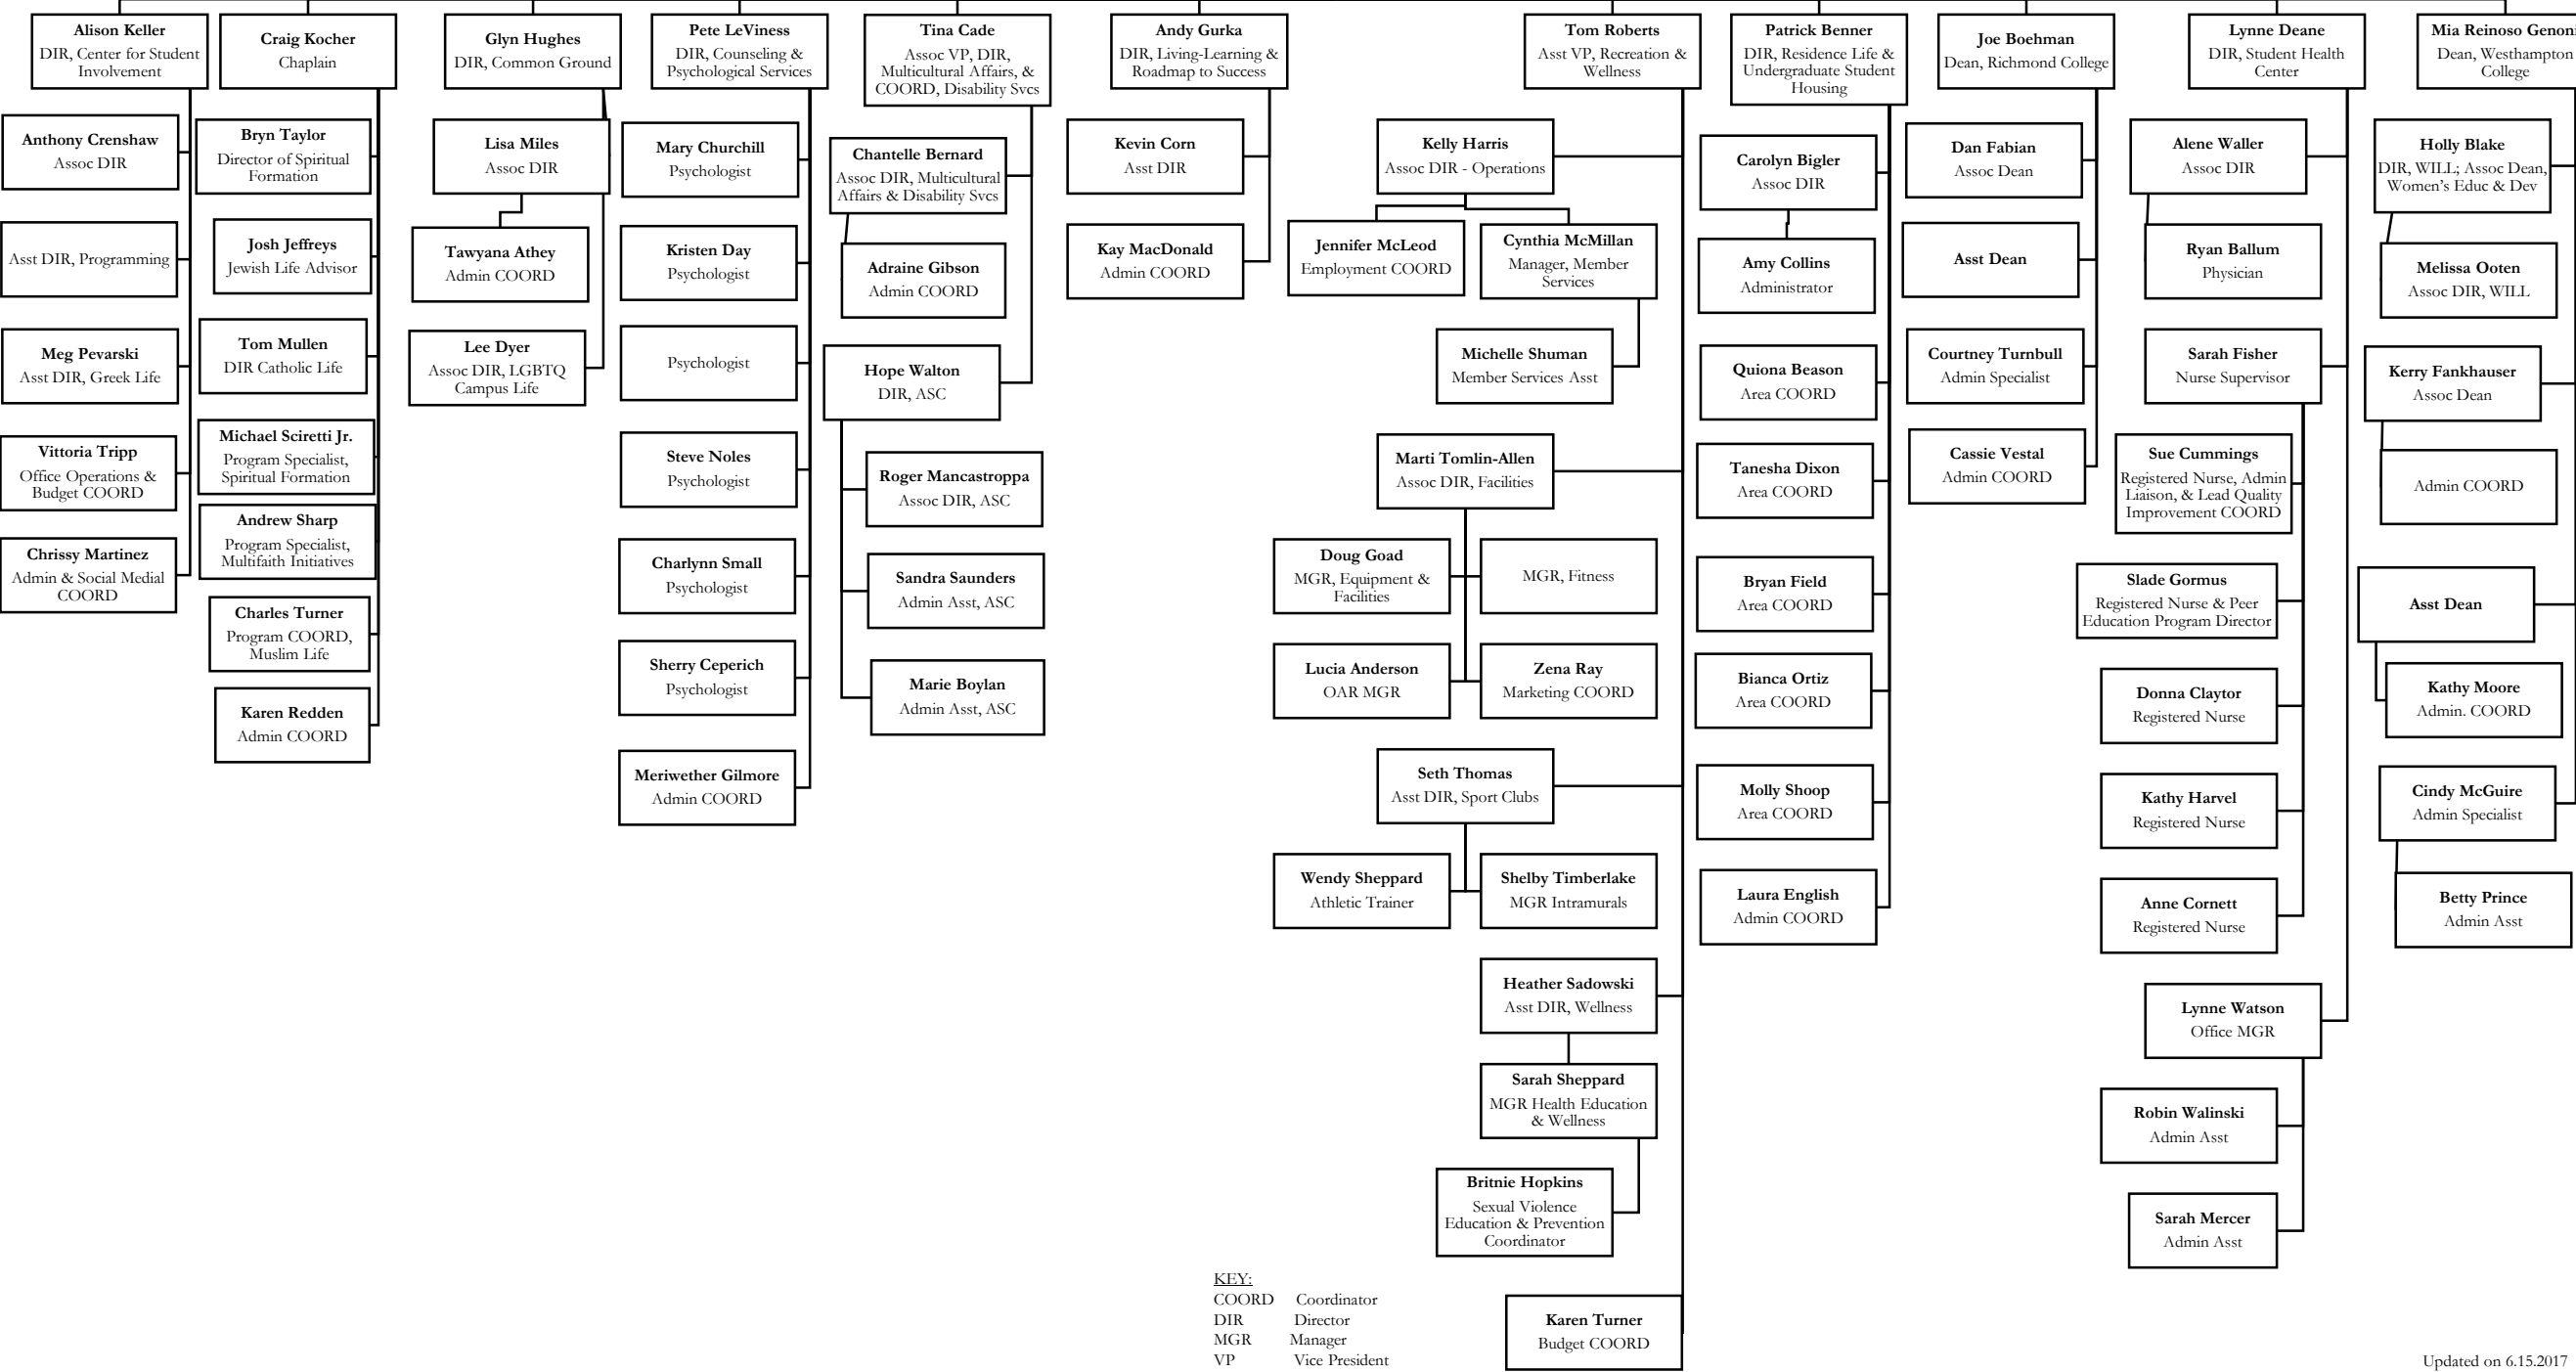 Alison Keller
DIR, Center for Student
Involvement
Anthony Crenshaw
Assoc DIR
Asst DIR, Programming
Meg Pevarski
Asst DIR, Greek Life
Vittoria Tripp
Office Operations &
Budget COORD
Chrissy Martinez
Admin & Social Medial
COORD
Craig Kocher
Chaplain
Bryn Taylor
Director of Spiritual
Formation
Josh Jeffreys
Jewish Life Advisor
Tom Mullen
DIR Catholic Life
Michael Sciretti Jr.
Program Specialist,
Spiritual Formation
Andrew Sharp
Program Specialist,
Multifaith Initiatives
Charles Turner
Program COORD,
Muslim Life
Karen Redden
Admin COORD
Glyn Hughes
DIR, Common Ground
Lisa Miles
Assoc DIR
Tawyana Athey
Admin COORD
Lee Dyer
Assoc DIR, LGBTQ
Campus Life
Pete LeViness
DIR, Counseling &
Psychological Services
Mary Churchill
Psychologist
Kristen Day
Psychologist
Psychologist
Steve Noles
Psychologist
Charlynn Small
Psychologist
Sherry Ceperich
Psychologist
Meriwether Gilmore
Admin COORD
Tina Cade
Assoc VP, DIR,
Multicultural Affairs, &
COORD, Disability Svcs
Chantelle Bernard
Assoc DIR, Multicultural
Affairs & Disability Svcs
Adraine Gibson
Admin COORD
Hope Walton
DIR, ASC
Roger Mancastroppa
Assoc DIR, ASC
Sandra Saunders
Admin Asst, ASC
Marie Boylan
Admin Asst, ASC
Andy Gurka
DIR, Living-Learning &
Roadmap to Success
Kevin Corn
Asst DIR
Kay MacDonald
Admin COORD
Tom Roberts
Asst VP, Recreation &
Wellness
Kelly Harris
Assoc DIR - Operations
Jennifer McLeod
Employment COORD
Cynthia McMillan
Manager, Member
Services
Michelle Shuman
Member Services Asst
Marti Tomlin-Allen
Assoc DIR, Facilities
Doug Goad
MGR, Equipment &
Facilities
MGR, Fitness
Lucia Anderson
OAR MGR
Zena Ray
Marketing COORD
Seth Thomas
Asst DIR, Sport Clubs
Wendy Sheppard
Athletic Trainer
Shelby Timberlake
MGR Intramurals
Heather Sadowski
Asst DIR, Wellness
Sarah Sheppard
MGR Health Education
& Wellness
Britnie Hopkins
Sexual Violence
Education & Prevention
Coordinator
Karen Turner
Budget COORD
Patrick Benner
DIR, Residence Life &
Undergraduate Student
Housing
Carolyn Bigler
Assoc DIR
Amy Collins
Administrator
Quiona Beason
Area COORD
Tanesha Dixon
Area COORD
Bryan Field
Area COORD
Bianca Ortiz
Area COORD
Molly Shoop
Area COORD
Laura English
Admin COORD
Joe Boehman
Dean, Richmond College
Dan Fabian
Assoc Dean
Asst Dean
Courtney Turnbull
Admin Specialist
Cassie Vestal
Admin COORD
Lynne Deane
DIR, Student Health
Center
Alene Waller
Assoc DIR
Ryan Ballum
Physician
Sarah Fisher
Nurse Supervisor
Sue Cummings
Registered Nurse, Admin
Liaison, & Lead Quality
Improvement COORD
Slade Gormus
Registered Nurse & Peer
Education Program Director
Donna Claytor
Registered Nurse
Kathy Harvel
Registered Nurse
Anne Cornett
Registered Nurse
Lynne Watson
Office MGR
Robin Walinski
Admin Asst
Sarah Mercer
Admin Asst
Mia Reinoso Genoni
Dean, Westhampton
College
Holly Blake
DIR, WILL; Assoc Dean,
Women's Educ & Dev
Melissa Ooten
Assoc DIR, WILL
Kerry Fankhauser
Assoc Dean
Admin COORD
Asst Dean
Kathy Moore
Admin. COORD
Cindy McGuire
Admin Specialist
Betty Prince
Admin Asst
KEY:
COORD Coordinator
DIR Director
MGR Manager
VP Vice President
Updated on 6.15.2017